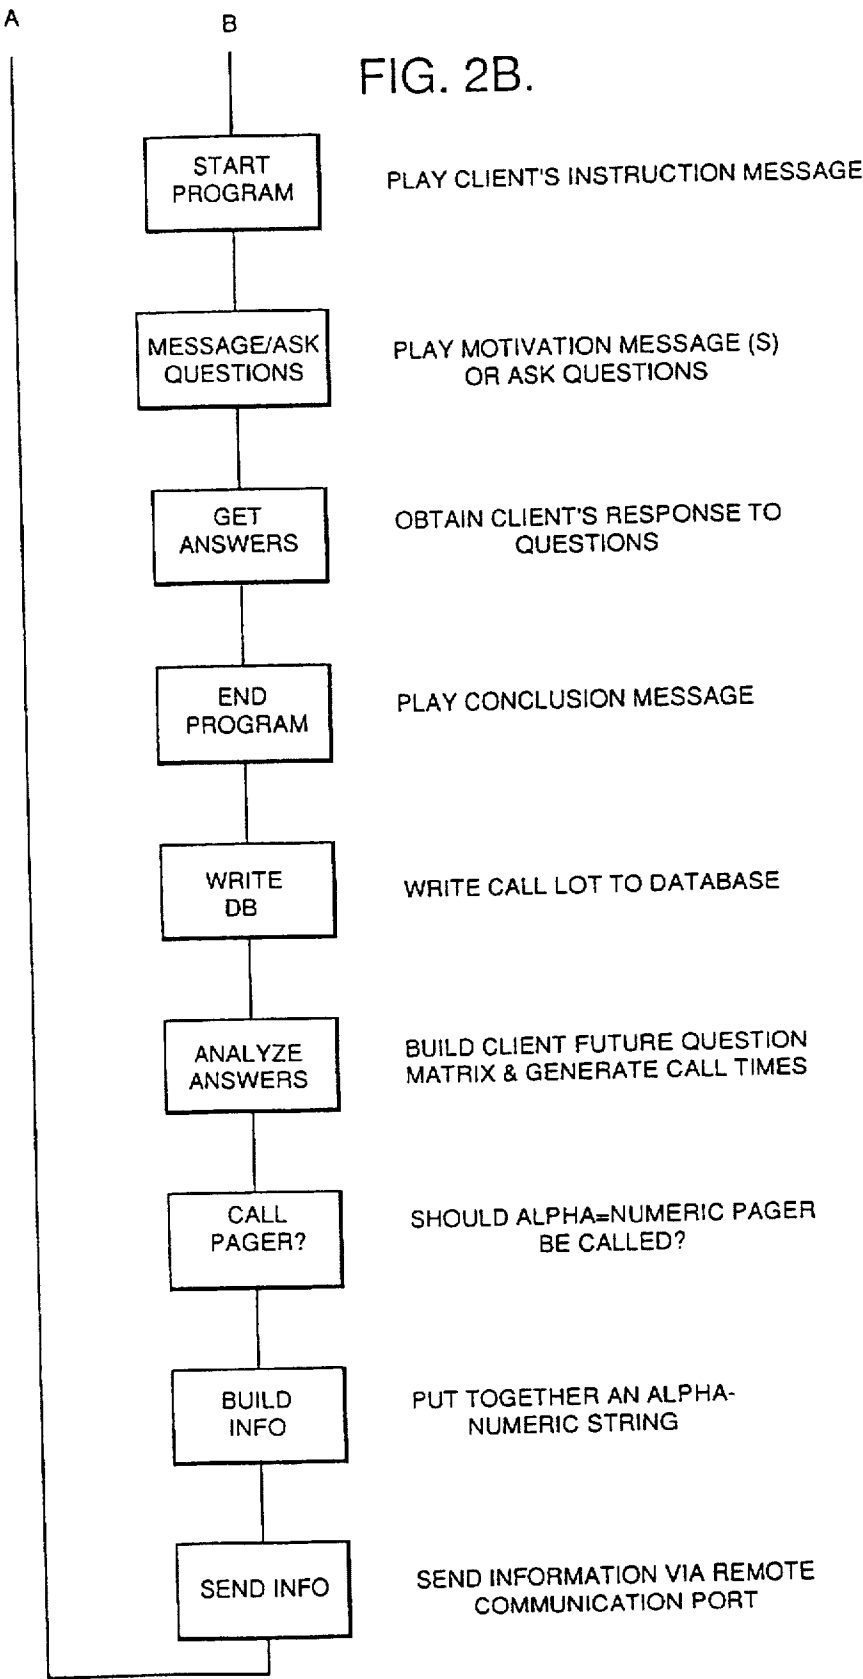 A
B
FIG. 2B.
START
PROGRAM
PLAY CLIENT'S INSTRUCTION MESSAGE
MESSAGE/ASK
QUESTIONS
PLAY MOTIVATION MESSAGE (S)
OR ASK QUESTIONS
GET
ANSWERS
OBTAIN CLIENT'S RESPONSE TO
QUESTIONS
END
PROGRAM
PLAY CONCLUSION MESSAGE
WRITE
DB
WRITE CALL LOT TO DATABASE
ANALYZE
ANSWERS
BUILD CLIENT FUTURE QUESTION
MATRIX & GENERATE CALL TIMES
CALL
PAGER?
SHOULD ALPHA=NUMERIC PAGER
BE CALLED?
BUILD
INFO
PUT TOGETHER AN ALPHA-
NUMERIC STRING
SEND INFO
SEND INFORMATION VIA REMOTE
COMMUNICATION PORT